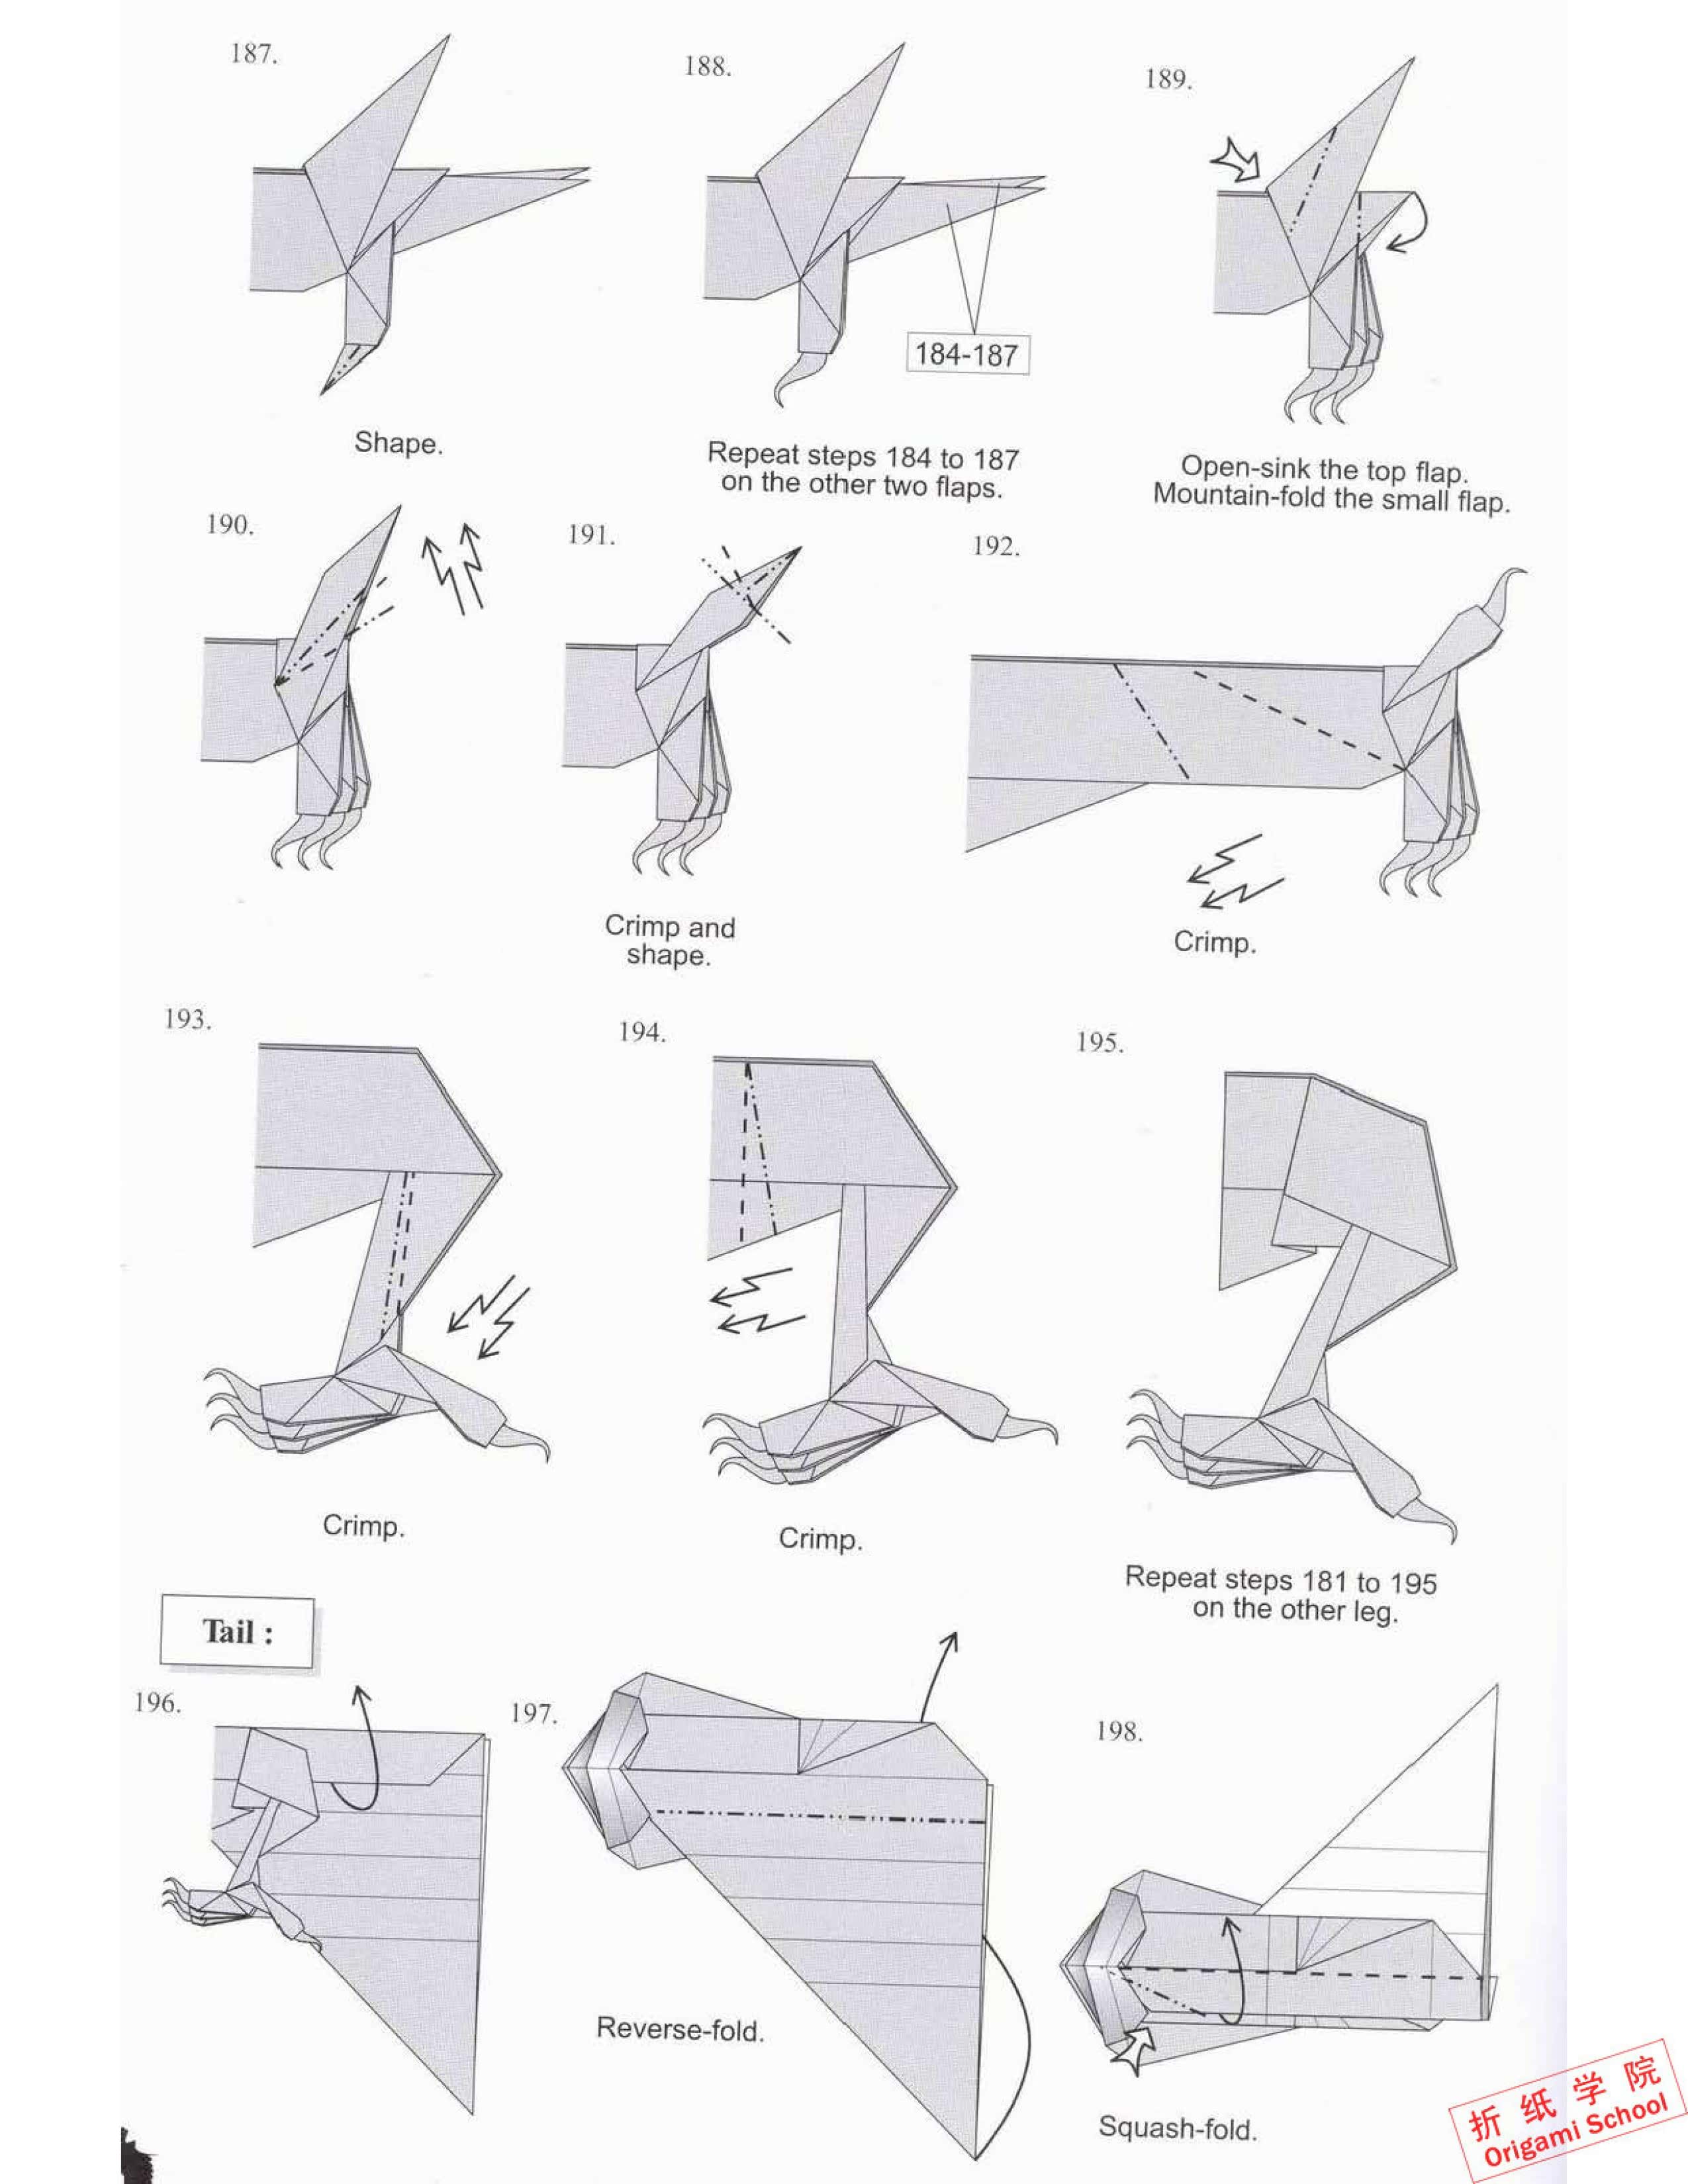 187.
188.
189.
184-187
Shape.
Repeat steps 184 to 187
on the other two flaps.
Open-sink the top flap.
Mountain-fold the small flap.
190.
191.
192.
Crimp and
shape.
Crimp.
193.
194.
195.
Crimp.
Crimp.
Repeat steps 181 to 195
on the other leg.
Tail :
196.
197.
198.
Reverse-fold.
Squash-fold.
折纸学院
Origami School